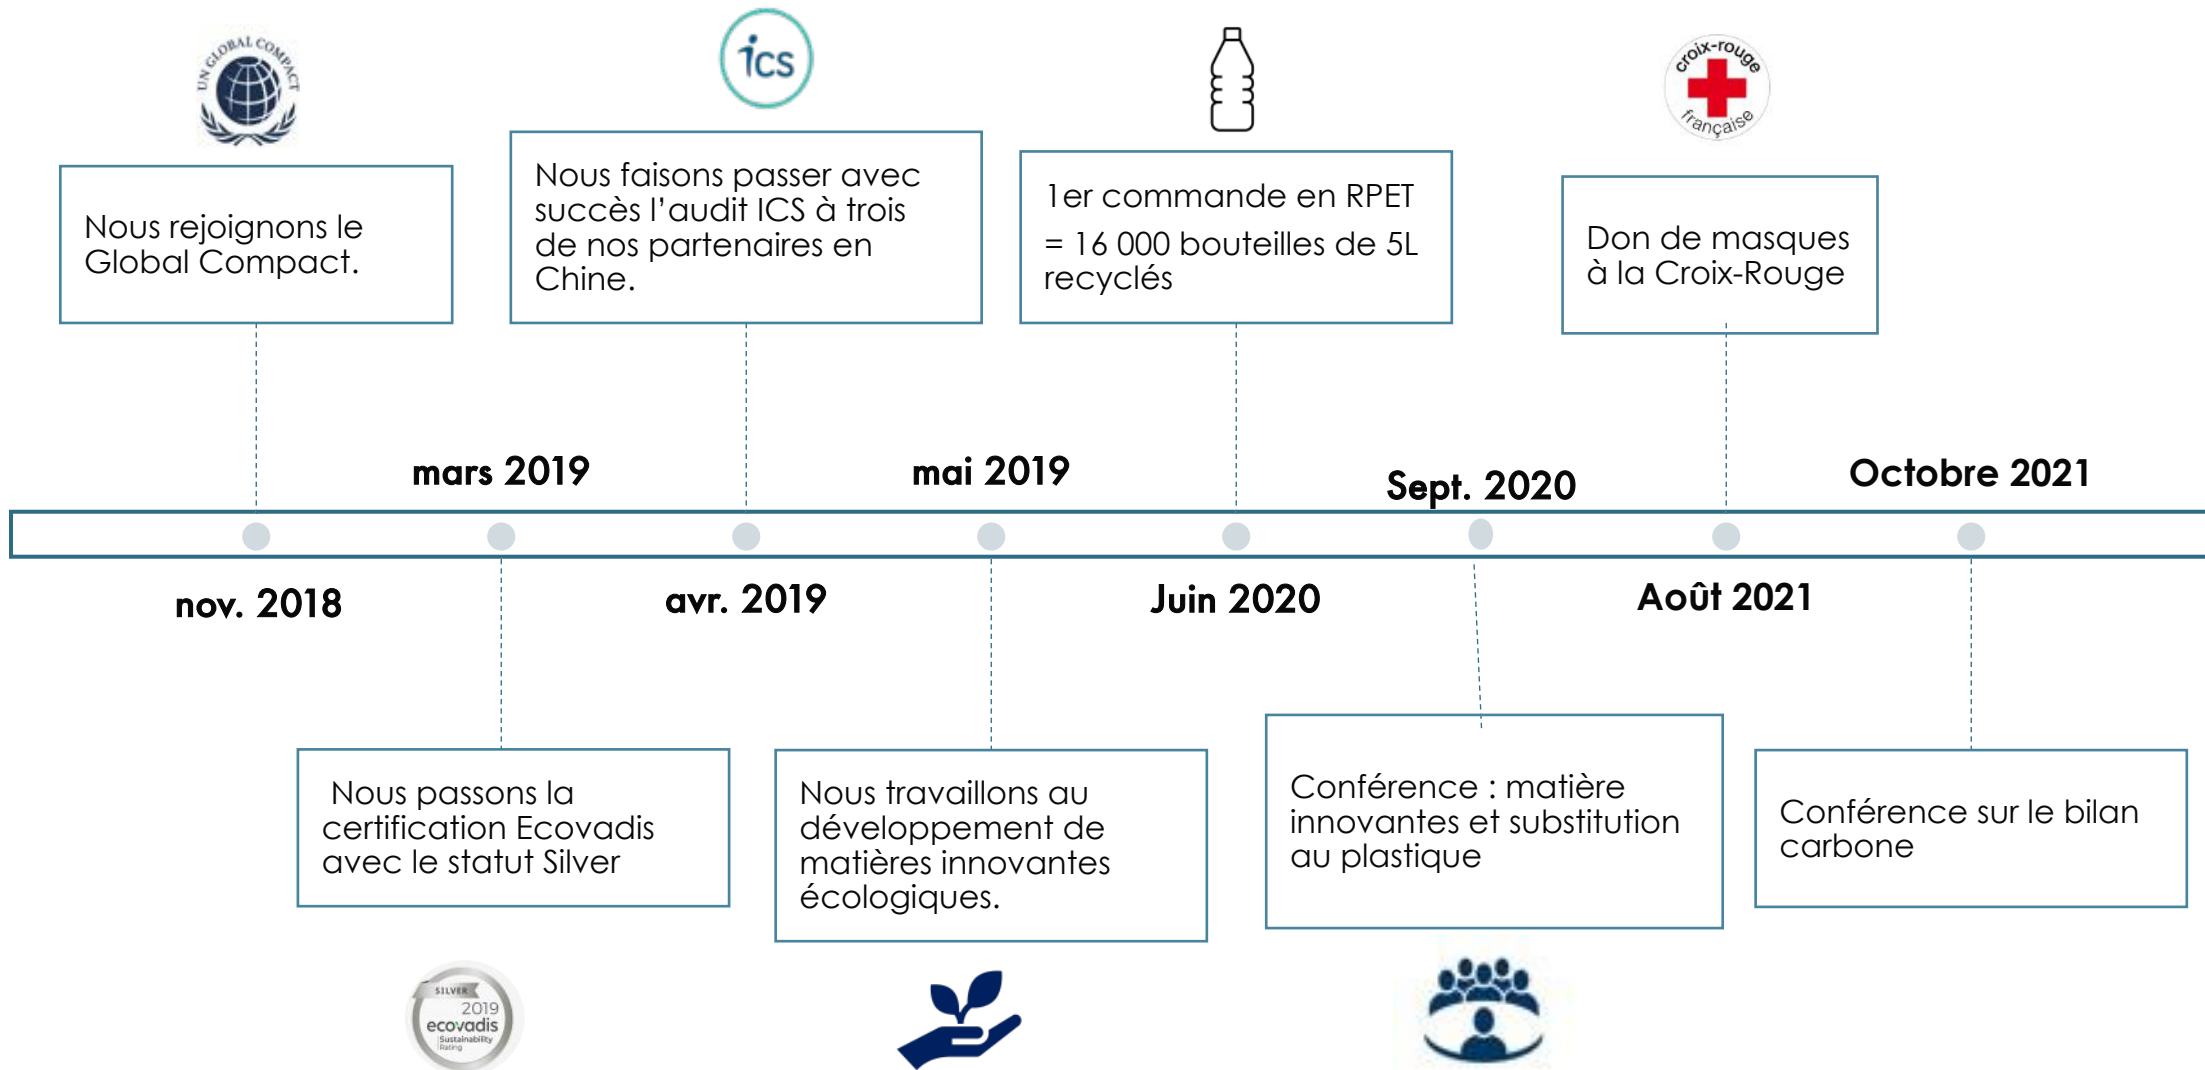 UN GLOBAL COMPACT
ics
croix-rouge
française
Nous rejoignons le
Global Compact.
Nous faisons passer avec
succès l’audit ICS à trois
de nos partenaires en
Chine.
1er commande en RPET
= 16 000 bouteilles de 5L
recyclés
Don de masques
à la Croix-Rouge
mars 2019
mai 2019
Sept. 2020
Octobre 2021
nov. 2018
avr. 2019
Juin 2020
Août 2021
Nous passons la
certification Ecovadis
avec le statut Silver
Nous travaillons au
développement de
matières innovantes
écologiques.
Conférence : matière
innovantes et substitution
au plastique
Conférence sur le bilan
carbone
SILVER
2019
ecovadis
Sustainability
Rating